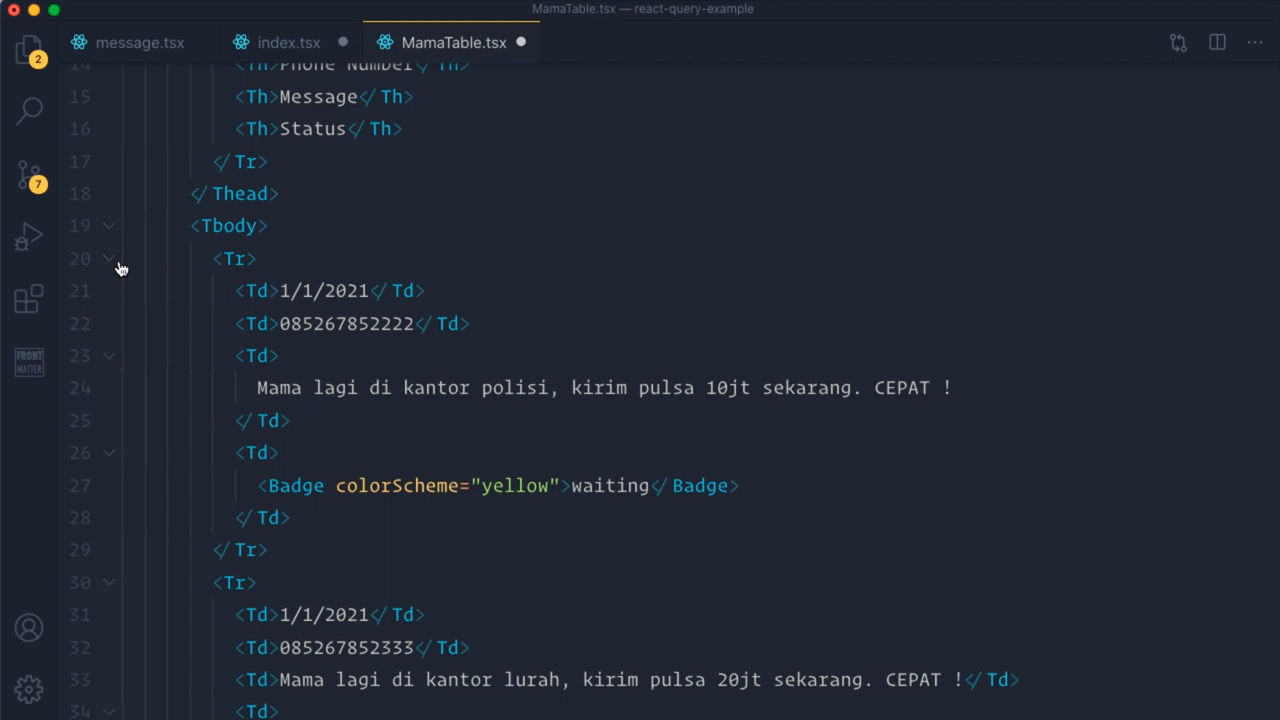 MamaTable.tsx — react-query-example
message.tsx
index.tsx
MamaTable.tsx
2
7
FRONT
MATTER
14 <Th>Phone Number</Th>
15 <Th>Message</Th>
16 <Th>Status</Th>
17 </Tr>
18 </Thead>
19 <Tbody>
20 <Tr>
21 <Td>1/1/2021</Td>
22 <Td>085267852222</Td>
23 <Td>
24 Mama lagi di kantor polisi, kirim pulsa 10jt sekarang. CEPAT !
25 </Td>
26 <Td>
27 <Badge colorScheme="yellow">waiting</Badge>
28 </Td>
29 </Tr>
30 <Tr>
31 <Td>1/1/2021</Td>
32 <Td>085267852333</Td>
33 <Td>Mama lagi di kantor lurah, kirim pulsa 20jt sekarang. CEPAT !</Td>
34 <Td>